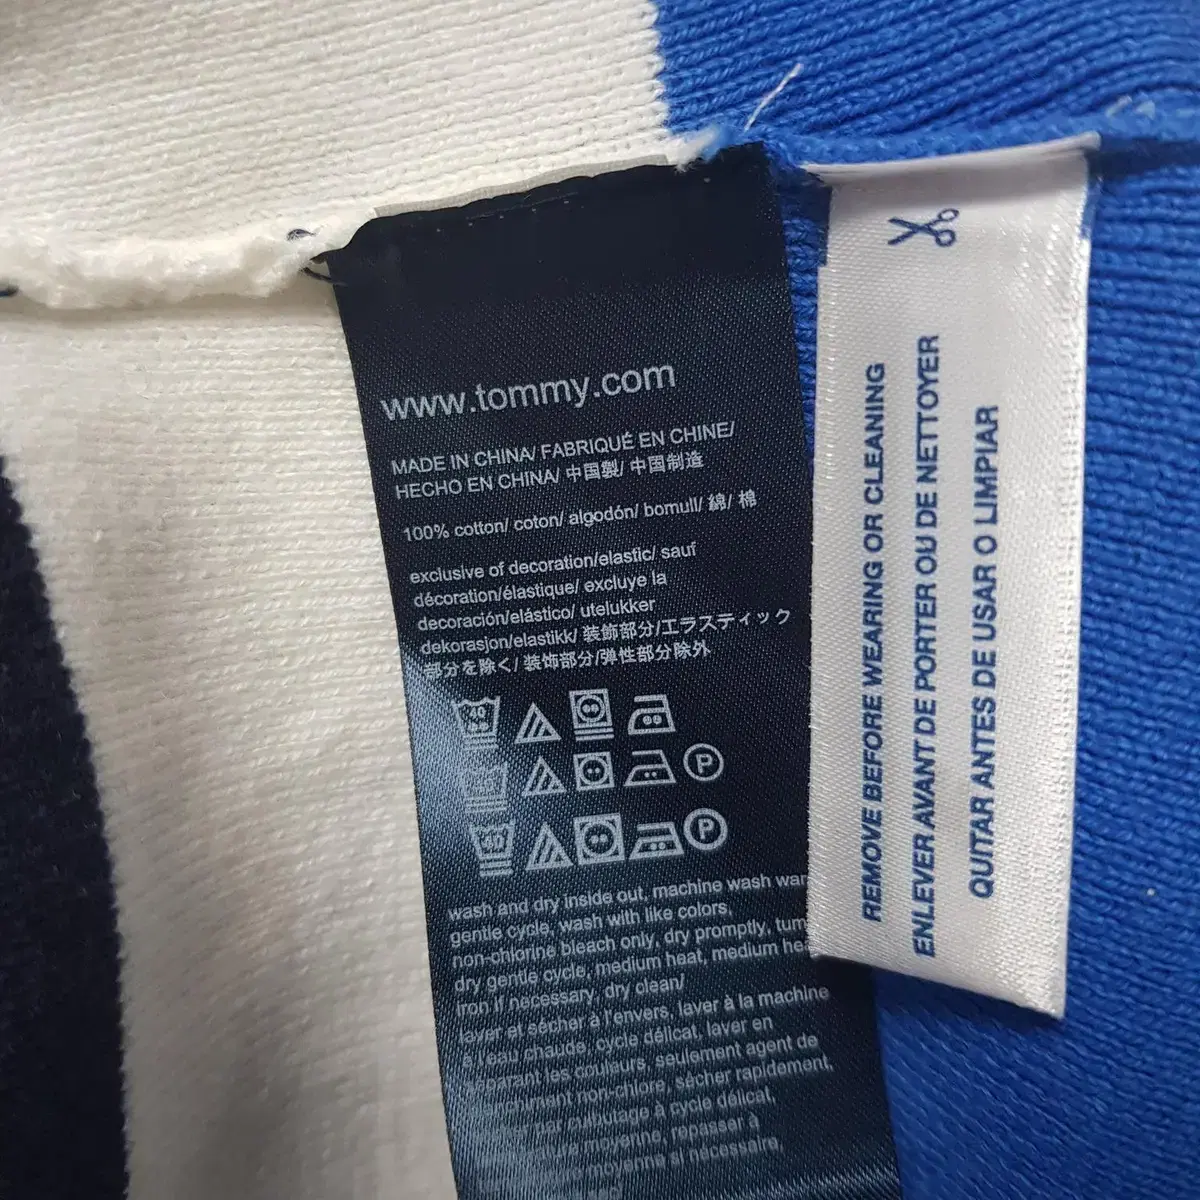 www.tommy.com
MADE IN CHINA/ FABRIQUÉ EN CHINE/
HECHO EN CHINA/ 中国製/ 中国制造
100% cotton/ coton/ algodón/ bomull/ 綿/ 棉
exclusive of decoration/elastic/ sauf
décoration/élastique/ excluye la
decoración/elástico/ utelukker
dekorasjon/elastikk/ 装飾部分/エラスティック
部分を除く/ 装饰部分/弹性部分除外
P
P
wash and dry inside out, machine wash
gentle cycle, wash with like colors,
non-chlorine bleach only, dry promptly,
dry gentle cycle, medium heat, medium
iron if necessary, dry clean/
laver et sécher à l'envers, laver à la machine
à l'eau chaude, cycle délicat, laver en
les couleurs, seulement agent de
non-chlore, sécher rapidement,
par culbutage à cycle délicat,
moyenne, repasser à
moyenne si nécessaire,
REMOVE BEFORE WEARING OR CLEANING
ENLEVER AVANT DE PORTER OU DE NETTOYER
QUITAR ANTES DE USAR O LIMPIAR